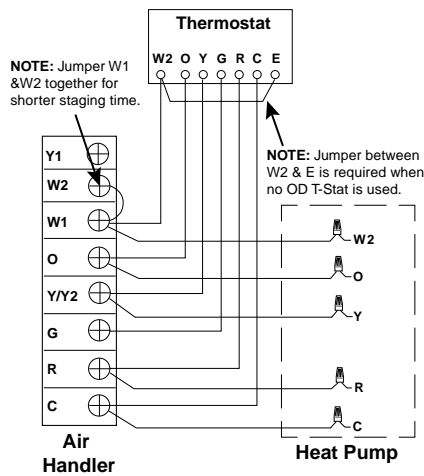 Thermostat
W2 O Y G R C E
NOTE: Jumper W1
&W2 together for
shorter staging time.
NOTE: Jumper between
W2 & E is required when
no OD T-Stat is used.
Y1
W2
W1
O
Y/Y2
G
R
C
W2
O
Y
R
C
Air
Handler
Heat Pump